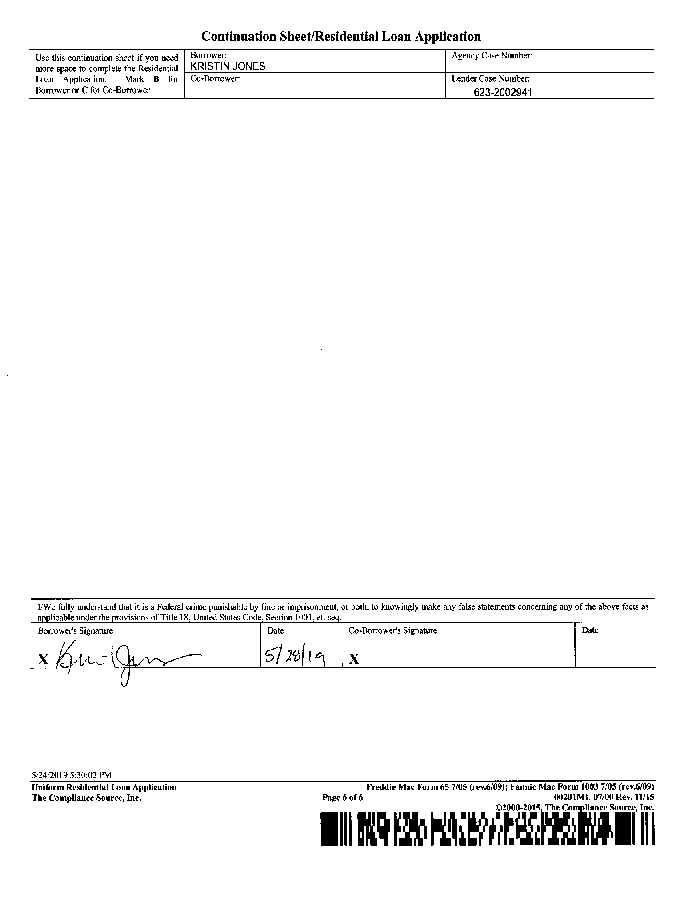 Continuation Sheet/Residential Loan Application
Use this continuation sheet if you need
more space to complete the Residential
Loan Application. Mark B for
Borrower or C for Co-Borrower
Borrower:
KRISTIN JONES
Co-Borrower:
Agency Case Number:
Lender Case Number:
623-2002941
I/We fully understand that it is a Federal crime punishable by fine or imprisonment, or both, to knowingly make any false statements concerning any of the above facts as
applicable under the provisions of Title 18, United States Code, Section 1001, et. seq.
Borrower's Signature
Date
Co-Borrower's Signature
Date
X
5/28/19
X
5/24/2019 5:30:02 PM
Uniform Residential Loan Application
The Compliance Source, Inc.
Page 6 of 6
Freddie Mac Form 65 7/05 (rev.6/09); Fannie Mae Form 1003 7/05 (rev.6/09)
00201MU 07/00 Rev. 11/15
©2000-2015, The Compliance Source, Inc.